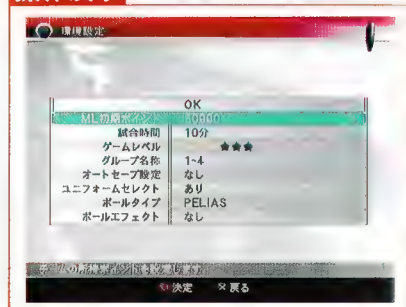 環境設定
OK
ML初期ポイント
試合時間 10分
ゲームレベル ★★★
グループ名称 1~4
オートセーブ設定 なし
ユニフォームセレクト あり
ボールタイプ PELIAS
ボールエフェクト なし
決定 戻る